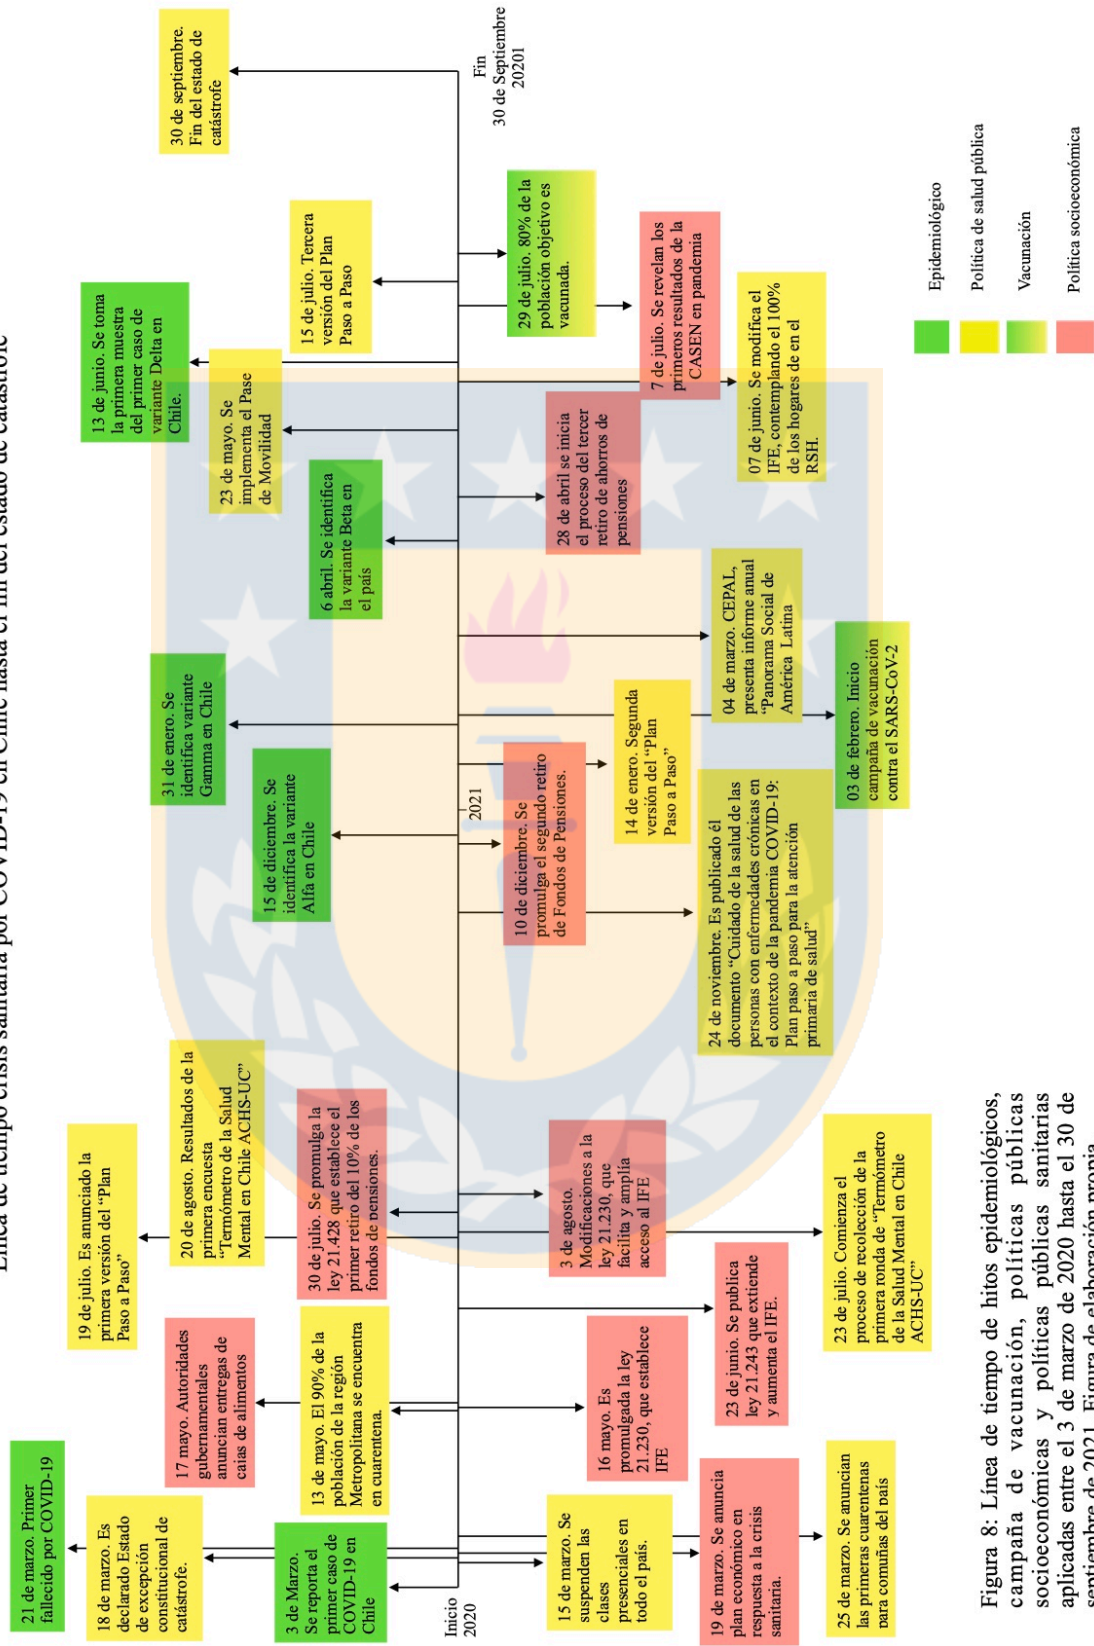 Línea de tiempo crisis sanitaria por COVID-19 en Chile hasta el fin del estado de catástrofe
21 de marzo. Primer
fallecido por COVID-19
18 de marzo. Es
declarado Estado
de excepción
constitucional de
catástrofe.
3 de Marzo.
Se reporta el
primer caso de
COVID-19 en
Chile
17 mayo. Autoridades
gubernamentales
anuncian entregas de
cajas de alimentos
13 de mayo. El 90% de la
población de la región
Metropolitana se encuentra
en cuarentena.
19 de julio. Es anunciado la
primera versión del “Plan
Paso a Paso”
20 de agosto. Resultados de la
primera encuesta
“Termómetro de la Salud
Mental en Chile ACHS-UC”
30 de julio. Se promulga la
ley 21.428 que establece el
primer retiro del 10% de los
fondos de pensiones.
15 de diciembre. Se
identifica la variante
Alfa en Chile
31 de enero. Se
identifica variante
Gamma en Chile
6 abril. Se identifica
la variante Beta en
el país
23 de mayo. Se
implementa el Pase
de Movilidad
13 de junio. Se toma
la primera muestra
del primer caso de
variante Delta en
Chile.
15 de julio. Tercera
versión del Plan
Paso a Paso
30 de septiembre.
Fin del estado de
catástrofe
Inicio
2020
2021
Fin
30 de Septiembre
20201
15 de marzo. Se
suspenden las
clases
presenciales en
todo el país.
19 de marzo. Se anuncia
plan económico en
respuesta a la crisis
sanitaria.
25 de marzo. Se anuncian
las primeras cuarentenas
para comuñas del país
16 mayo. Es
promulgada la ley
21.230, que establece
IFE
23 de junio. Se publica
ley 21.243 que extiende
y aumenta el IFE.
3 de agosto.
Modificaciones a la
ley 21.230, que
facilita y amplía
acceso al IFE
23 de julio. Comienza el
proceso de recolección de la
primera ronda de “Termómetro
de la Salud Mental en Chile
ACHS-UC”
10 de diciembre. Se
promulga el segundo retiro
de Fondos de Pensiones.
24 de noviembre. Es publicado él
documento “Cuidado de la salud de las
personas con enfermedades crónicas en
el contexto de la pandemia COVID-19:
Plan paso a paso para la atención
primaria de salud”
14 de enero. Segunda
versión del “Plan
Paso a Paso”
03 de febrero. Inicio
campaña de vacunación
contra el SARS-CoV-2
04 de marzo. CEPAL,
presenta informe anual
“Panorama Social de
América Latina
28 de abril se inicia
el proceso del tercer
retiro de ahorros de
pensiones
07 de junio. Se modifica el
IFE, contemplando el 100%
de los hogares de en el
RSH.
7 de julio. Se revelan los
primeros resultados de la
CASEN en pandemia
29 de julio. 80% de la
población objetivo es
vacunada.
Epidemiológico
Política de salud pública
Vacunación
Política socioeconómica
Figura 8: Línea de tiempo de hitos epidemiológicos,
campaña de vacunación, políticas públicas
socioeconómicas y políticas públicas sanitarias
aplicadas entre el 3 de marzo de 2020 hasta el 30 de
septiembre de 2021. Figura de elaboración propia